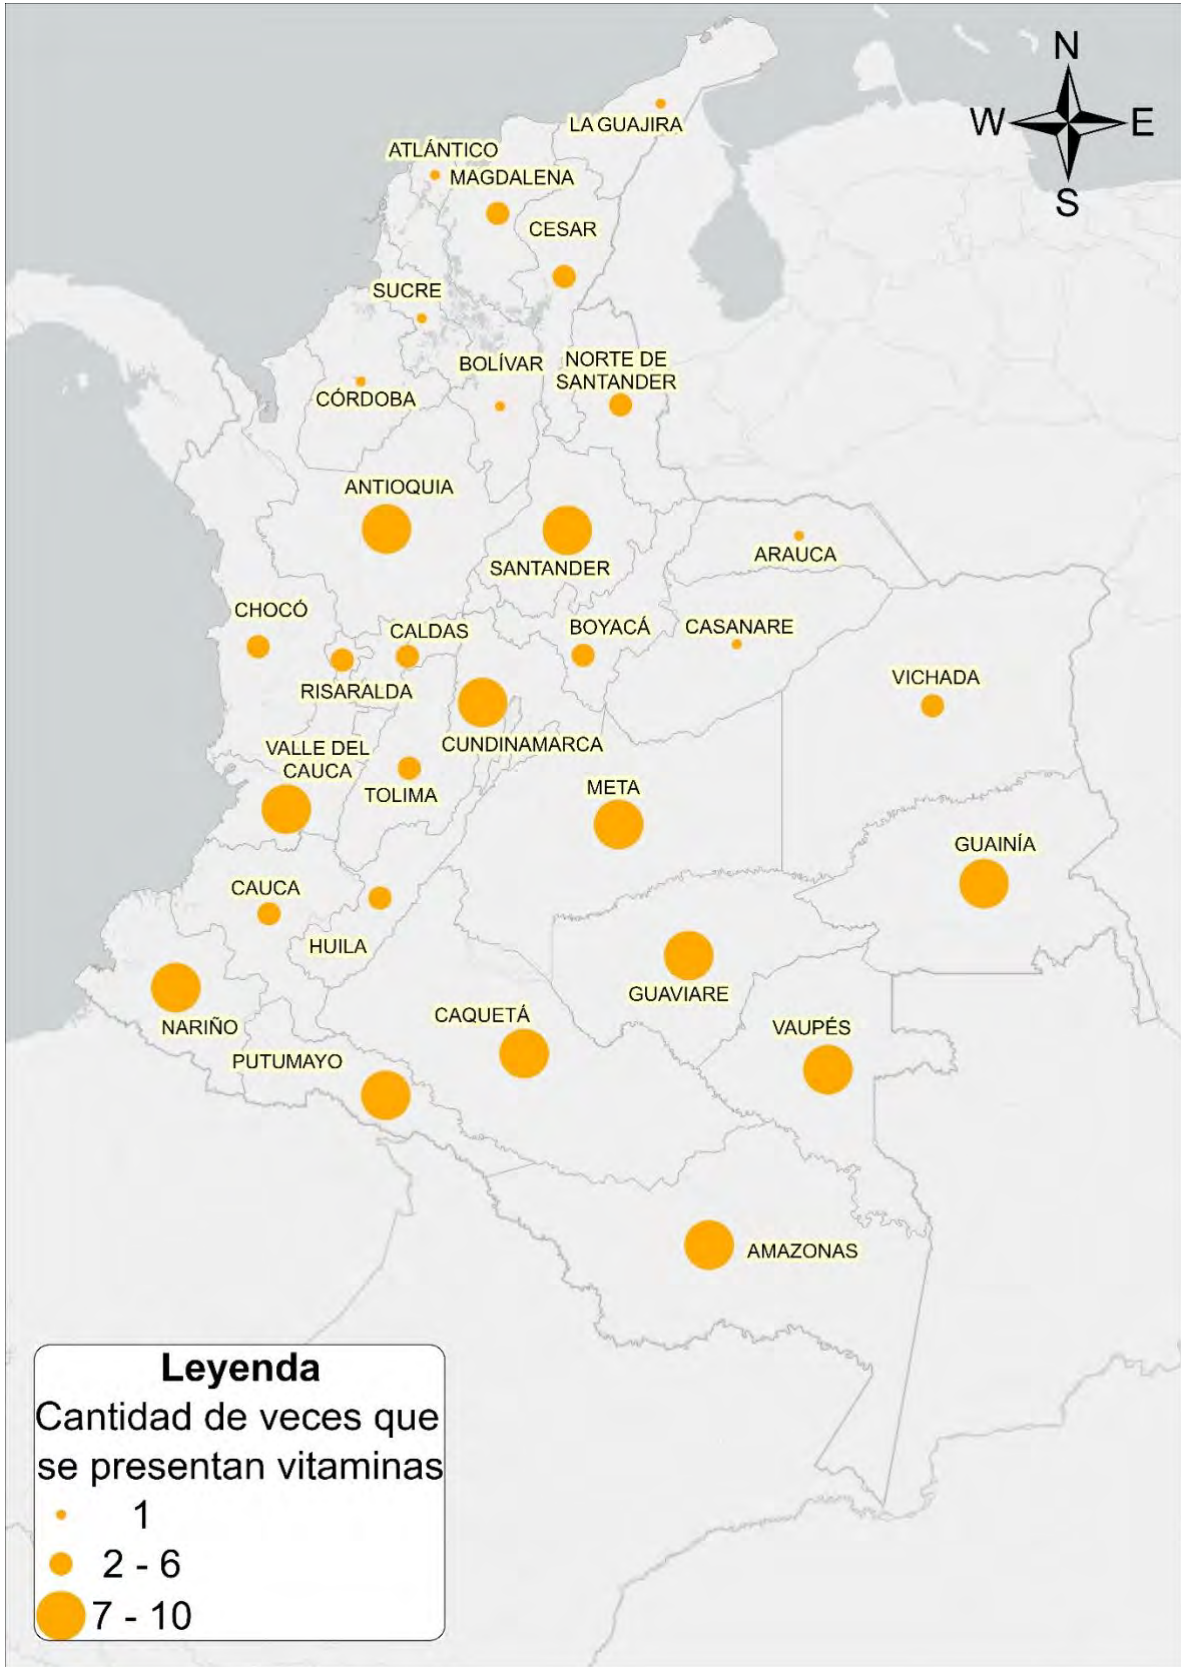 N
W E
S
LA GUAJIRA
ATLÁNTICO
MAGDALENA
CESAR
SUCRE
BOLÍVAR
NORTE DE
SANTANDER
CÓRDOBA
ANTIOQUIA
SANTANDER
ARAUCA
CHOCÓ
CALDAS
BOYACÁ
CASANARE
RISARALDA
VICHADA
CUNDINAMARCA
VALLE DEL
CAUCA
TOLIMA
META
GUAINÍA
CAUCA
HUILA
GUAVIARE
NARIÑO
CAQUETÁ
VAUPÉS
PUTUMAYO
AMAZONAS
Leyenda
Cantidad de veces que
se presentan vitaminas
1
2 - 6
7 - 10